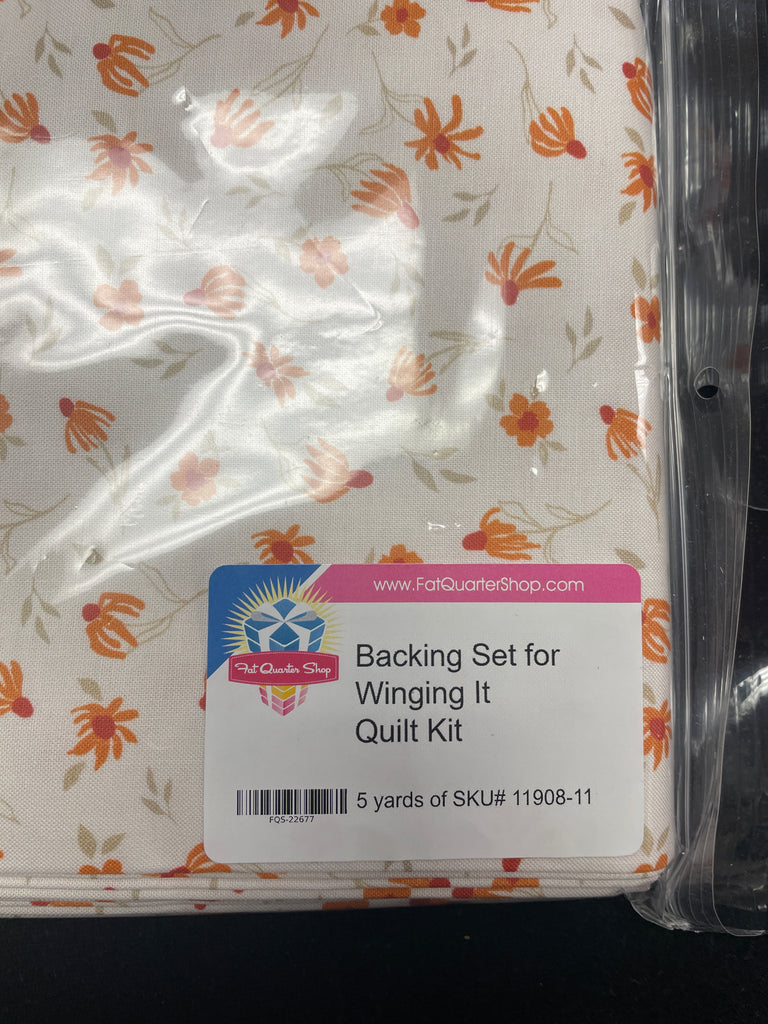 www.FatQuarterShop.com
Fat Quarter Shop
Backing Set for
Winging It
Quilt Kit
5 yards of SKU# 11908-11
FQS-22677